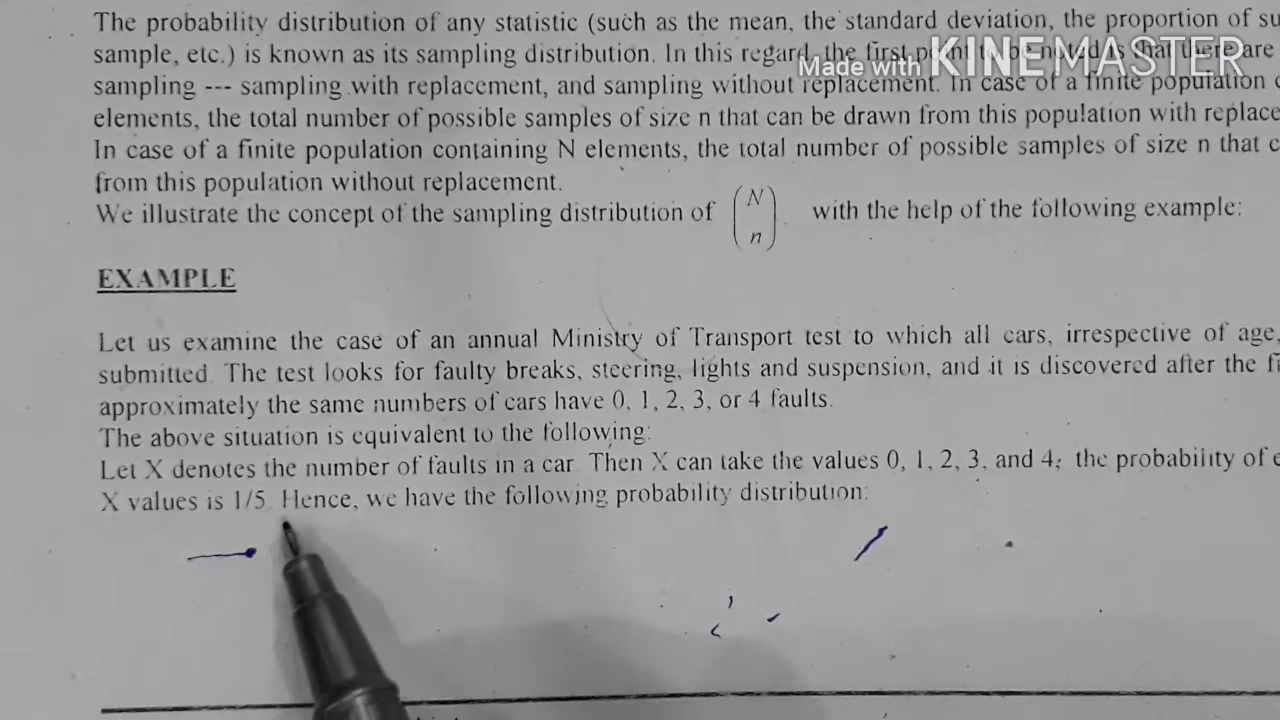 The probability distribution of any statistic (such as the mean, the standard deviation, the proportion of su
sample, etc.) is known as its sampling distribution. In this regard, the first point to be noted is that there are
Made with KINEMASTER
sampling --- sampling with replacement, and sampling without replacement. In case of a finite population
elements, the total number of possible samples of size n that can be drawn from this population with replace
In case of a finite population containing N elements, the total number of possible samples of size n that c
from this population without replacement.
We illustrate the concept of the sampling distribution of (N n) with the help of the following example:
EXAMPLE
Let us examine the case of an annual Ministry of Transport test to which all cars, irrespective of age,
submitted. The test looks for faulty breaks, steering, lights and suspension, and it is discovered after the fi
approximately the same numbers of cars have 0, 1, 2, 3, or 4 faults.
The above situation is equivalent to the following:
Let X denotes the number of faults in a car. Then X can take the values 0, 1, 2, 3, and 4; the probability of e
X values is 1/5. Hence, we have the following probability distribution: